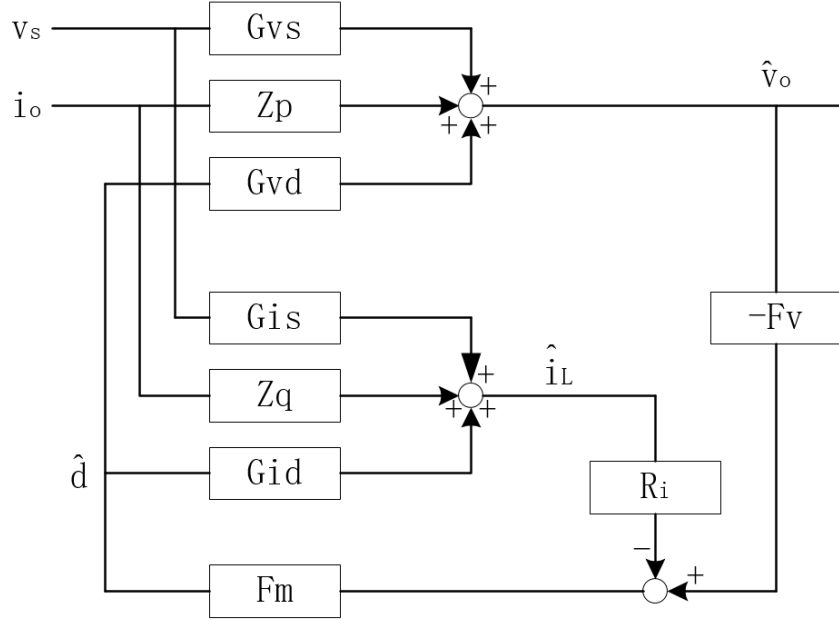 vs Gvs
+ v̂o
io Zp + +
Gvd
Gis -Fv
+ îL
Zq + +
d̂ Gid Ri
- +
Fm